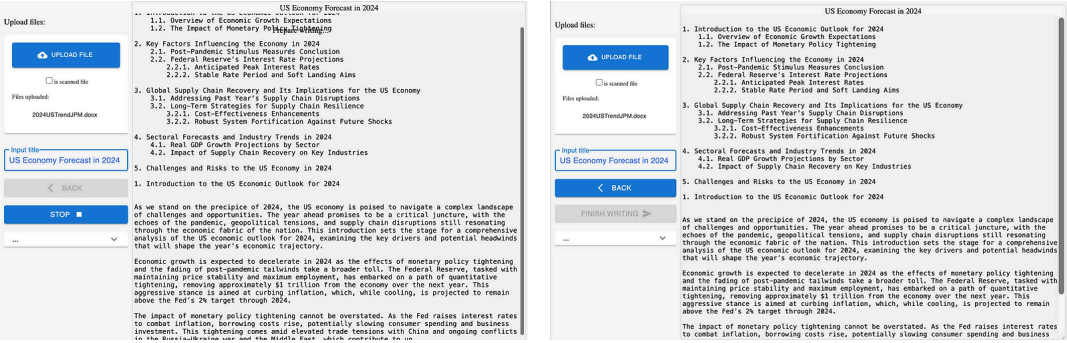 US Economy Forecast in 2024
Upload files:
UPLOAD FILE
is scanned file
Files uploaded:
2024USTrendJPM.docx
Input title
US Economy Forecast in 2024
BACK
STOP
...
1. Introduction to the US Economic Outlook for 2024
1.1. Overview of Economic Growth Expectations
1.2. The Impact of Monetary Policy Tightening
2. Key Factors Influencing the Economy in 2024
2.1. Post-Pandemic Stimulus Measures Conclusion
2.2. Federal Reserve's Interest Rate Projections
2.2.1. Anticipated Peak Interest Rates
2.2.2. Stable Rate Period and Soft Landing Aims
3. Global Supply Chain Recovery and Its Implications for the US Economy
3.1. Addressing Past Year's Supply Chain Disruptions
3.2. Long-Term Strategies for Supply Chain Resilience
3.2.1. Cost-Effectiveness Enhancements
3.2.2. Robust System Fortification Against Future Shocks
4. Sectoral Forecasts and Industry Trends in 2024
4.1. Real GDP Growth Projections by Sector
4.2. Impact of Supply Chain Recovery on Key Industries
5. Challenges and Risks to the US Economy in 2024
1. Introduction to the US Economic Outlook for 2024
As we stand on the precipice of 2024, the US economy is poised to navigate a complex landscape
of challenges and opportunities. The year ahead promises to be a critical juncture, with the
echoes of the pandemic, geopolitical tensions, and supply chain disruptions still resonating
through the economic fabric of the nation. This introduction sets the stage for a comprehensive
analysis of the US economic outlook for 2024, examining the key drivers and potential headwinds
that will shape the year's economic trajectory.
Economic growth is expected to decelerate in 2024 as the effects of monetary policy tightening
and the fading of post-pandemic tailwinds take a broader toll. The Federal Reserve, tasked with
maintaining price stability and maximum employment, has embarked on a path of quantitative
tightening, removing approximately $1 trillion from the economy over the next year. This
aggressive stance is aimed at curbing inflation, which, while cooling, is projected to remain
above the Fed's 2% target through 2024.
The impact of monetary policy tightening cannot be overstated. As the Fed raises interest rates
to combat inflation, borrowing costs rise, potentially slowing consumer spending and business
investment. This tightening comes amid elevated trade tensions with China and ongoing conflicts
in the Russia-Ukraine war and the Middle East, which contribute to un
US Economy Forecast in 2024
Upload files:
UPLOAD FILE
is scanned file
Files uploaded:
2024USTrendJPM.docx
Input title
US Economy Forecast in 2024
BACK
FINISH WRITING
...
1. Introduction to the US Economic Outlook for 2024
1.1. Overview of Economic Growth Expectations
1.2. The Impact of Monetary Policy Tightening
2. Key Factors Influencing the Economy in 2024
2.1. Post-Pandemic Stimulus Measures Conclusion
2.2. Federal Reserve's Interest Rate Projections
2.2.1. Anticipated Peak Interest Rates
2.2.2. Stable Rate Period and Soft Landing Aims
3. Global Supply Chain Recovery and Its Implications for the US Economy
3.1. Addressing Past Year's Supply Chain Disruptions
3.2. Long-Term Strategies for Supply Chain Resilience
3.2.1. Cost-Effectiveness Enhancements
3.2.2. Robust System Fortification Against Future Shocks
4. Sectoral Forecasts and Industry Trends in 2024
4.1. Real GDP Growth Projections by Sector
4.2. Impact of Supply Chain Recovery on Key Industries
5. Challenges and Risks to the US Economy in 2024
1. Introduction to the US Economic Outlook for 2024
As we stand on the precipice of 2024, the US economy is poised to navigate a complex landscape
of challenges and opportunities. The year ahead promises to be a critical juncture, with the
echoes of the pandemic, geopolitical tensions, and supply chain disruptions still resonating
through the economic fabric of the nation. This introduction sets the stage for a comprehensive
analysis of the US economic outlook for 2024, examining the key drivers and potential headwinds
that will shape the year's economic trajectory.
Economic growth is expected to decelerate in 2024 as the effects of monetary policy tightening
and the fading of post-pandemic tailwinds take a broader toll. The Federal Reserve, tasked with
maintaining price stability and maximum employment, has embarked on a path of quantitative
tightening, removing approximately $1 trillion from the economy over the next year. This
aggressive stance is aimed at curbing inflation, which, while cooling, is projected to remain
above the Fed's 2% target through 2024.
The impact of monetary policy tightening cannot be overstated. As the Fed raises interest rates
to combat inflation, borrowing costs rise, potentially slowing consumer spending and business